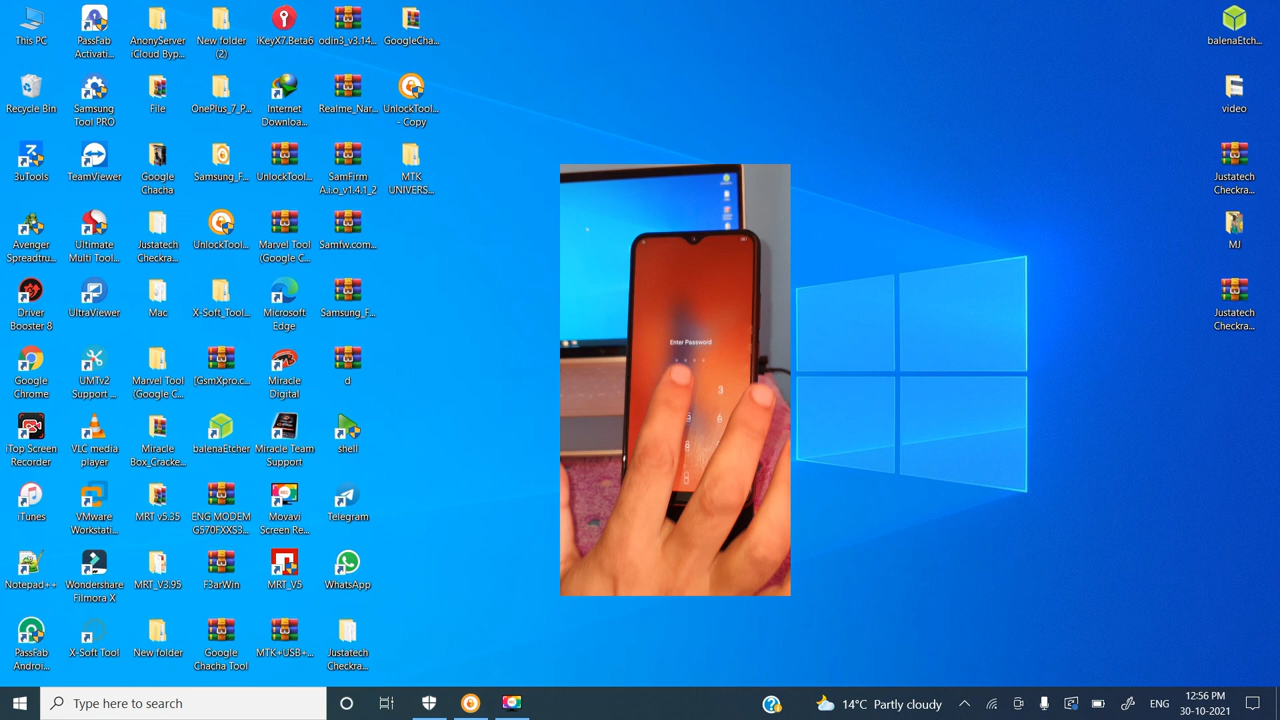 This PC
PassFab
Activati...
AnonyServer
iCloud Byp...
New folder
(2)
iKeyX7.Beta6
odin3_v3.14...
GoogleCha...
balenaEtch...
Recycle Bin
Samsung
Tool PRO
File
OnePlus_7_P...
Internet
Downloa...
Realme_Nar...
UnlockTool...
- Copy
video
3uTools
TeamViewer
Google
Chacha
Samsung_F...
UnlockTool...
SamFirm
A.i.o_v1.4.1_2
MTK
UNIVERS...
Justatech
Checkra...
Avenger
Spreadtru...
Ultimate
Multi Tool...
Justatech
Checkra...
UnlockTool...
Marvel Tool
(Google C...
Samfw.com...
MJ
Driver
Booster 8
UltraViewer
Mac
X-Soft_Tool...
Microsoft
Edge
Samsung_F...
Justatech
Checkra...
Enter Password
3
6
8
0
Google
Chrome
UMTv2
Support ...
Marvel Tool
(Google C...
[GsmXpro.c...
Miracle
Digital
d
iTop Screen
Recorder
VLC media
player
Miracle
Box_Cracke...
balenaEtcher
Miracle Team
Support
shell
iTunes
VMware
Workstati...
MRT v5.35
ENG MODEM
G570FXXS3...
Movavi
Screen Re...
Telegram
Notepad++
Wondershare
Filmora X
MRT_V3.95
F3arWin
MRT_V5
WhatsApp
PassFab
Androi...
X-Soft Tool
New folder
Google
Chacha Tool
MTK+USB+...
Justatech
Checkra...
Type here to search
14°C Partly cloudy
ENG
12:56 PM
30-10-2021